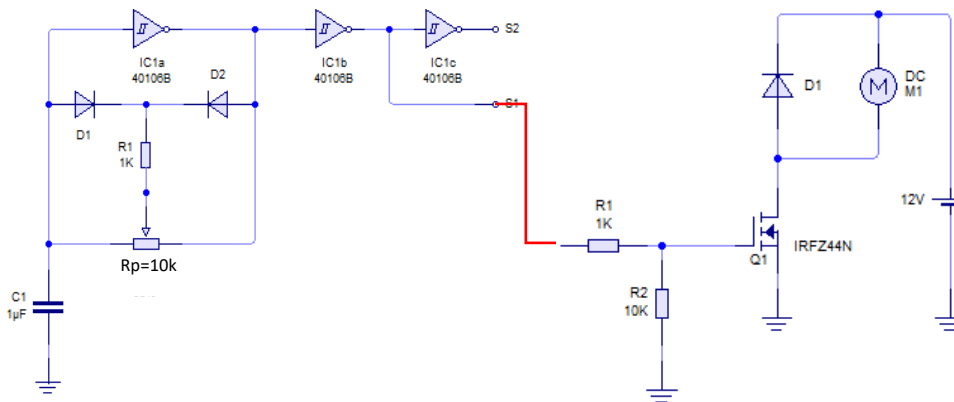 S2
IC1a
40106B
IC1b
40106B
IC1c
40106B
D2
S1
D1
R1
1K
Rp=10k
C1
1µF
D1
M
DC
M1
12V
R1
1K
R2
10K
Q1
IRFZ44N